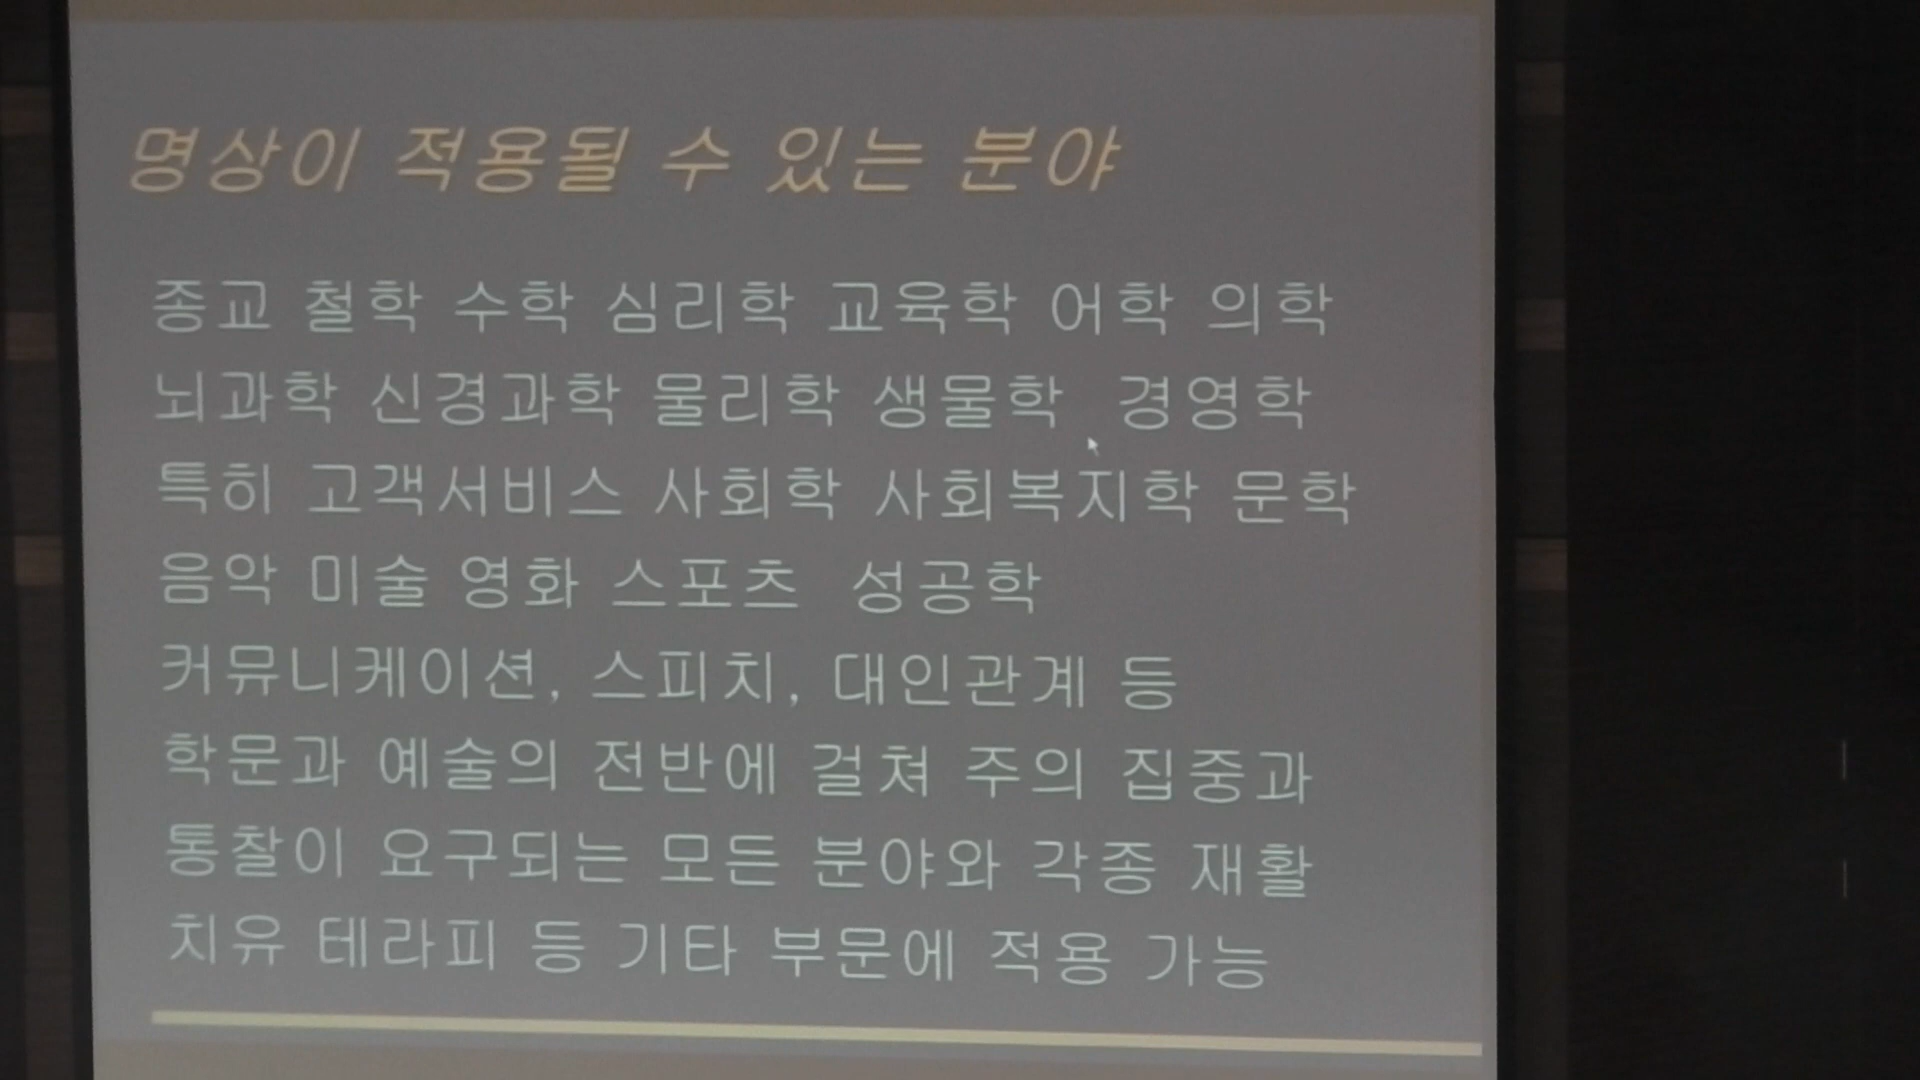 명상이 적용될 수 있는 분야
종교 철학 수학 심리학 교육학 어학 의학
뇌과학 신경과학 물리학 생물학 경영학
특히 고객서비스 사회학 사회복지학 문학
음악 미술 영화 스포츠 성공학
커뮤니케이션, 스피치, 대인관계 등
학문과 예술의 전반에 걸쳐 주의 집중과
통찰이 요구되는 모든 분야와 각종 재활
치유 테라피 등 기타 부문에 적용 가능